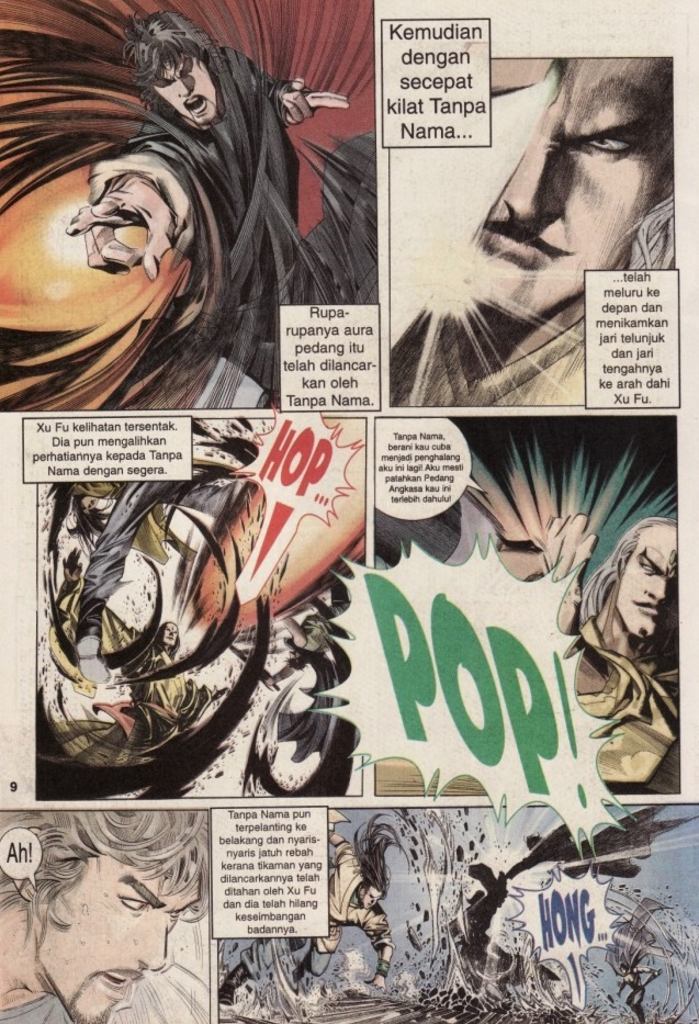 Rupa-
rupanya aura
pedang itu
telah dilancar-
kan oleh
Tanpa Nama.
Kemudian
dengan
secepat
kilat Tanpa
Nama...
...telah
meluru ke
depan dan
menikamkan
jari telunjuk
dan jari
tengahnya
ke arah dahi
Xu Fu.
Xu Fu kelihatan tersentak.
Dia pun mengalihkan
perhatiannya kepada Tanpa
Nama dengan segera.
HOP...!
Tanpa Nama,
berani kau cuba
menjadi penghalang
aku ini lagi! Aku mesti
patahkan Pedang
Angkasa kau ini
terlebih dahulu!
POP!
9
Ah!
Tanpa Nama pun
terpelanting ke
belakang dan nyaris-
nyaris jatuh rebah
kerana tikaman yang
dilancarkannya telah
ditahan oleh Xu Fu
dan dia telah hilang
keseimbangan
badannya.
HONG...!